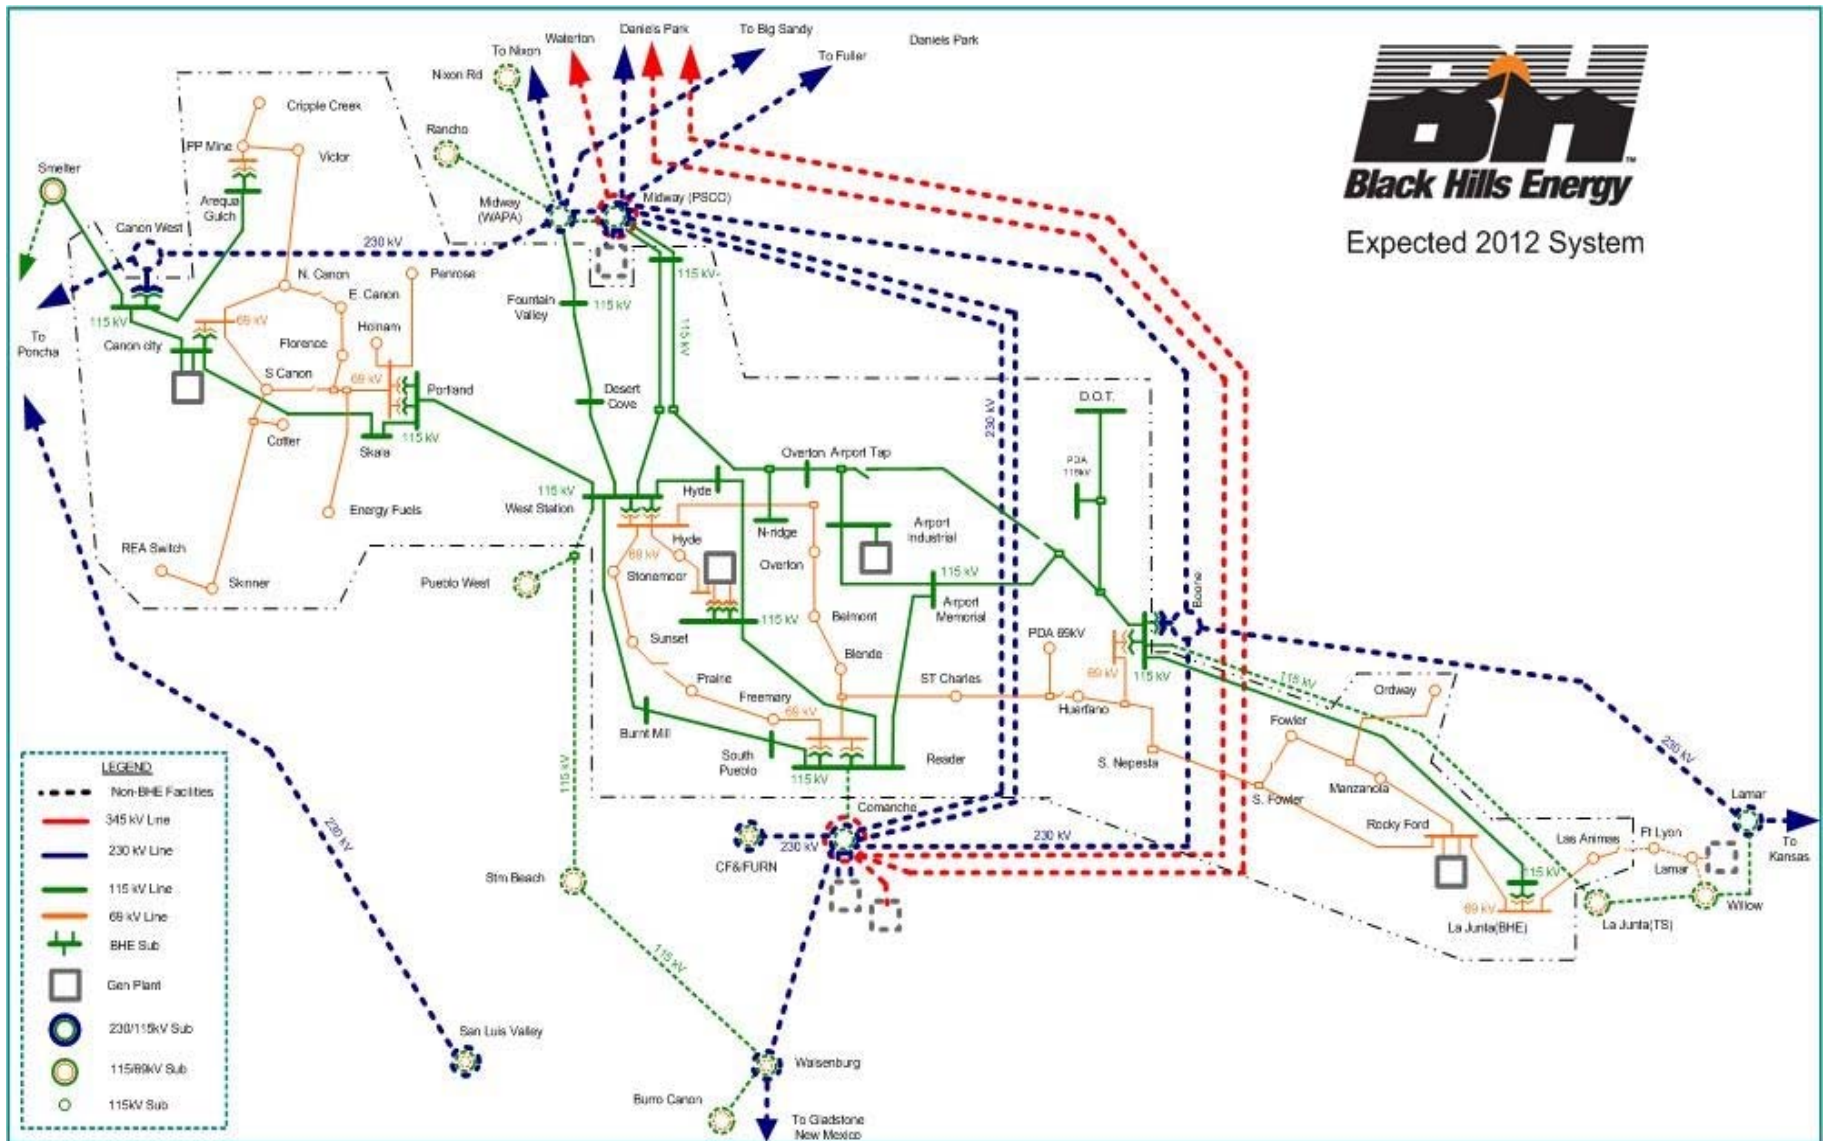 BH
Black Hills Energy
TM
Expected 2012 System
Waterton
Daniels Park
To Big Sandy
Daniels Park
To Nixon
To Fuller
Nixon Rd
Cripple Creek
Rancho
PP Mine
Victor
Smelter
Arequa
Gulch
Midway
(WAPA)
Midway (PSCO)
Canon West
230 kV
N. Canon
Penrose
115 kV
E. Canon
Fountain
Valley
115 kV
115 kV
69 kV
Holnam
To
Poncha
Canon city
Florence
115 kV
S Canon
69 kV
Portland
Desert
Cove
230 kV
D.O.T.
Cotter
115 kV
Skala
Overton
Airport Tap
PDA
115kV
115 kV
Hyde
West Station
Energy Fuels
N-ridge
Airport
Industrial
REA Switch
Hyde
69 kV
Overton
Skinner
Pueblo West
Stonemoor
115 kV
Airport
Memorial
Boone
115 kV
Belmont
Sunset
PDA 69kV
Blende
69 kV
115 kV
115 kV
Prairie
ST Charles
Ordway
Freemary
69 kV
Huerfano
Fowler
Burnt Mill
South
Pueblo
115 kV
Reader
S. Nepesta
230 kV
115 kV
Manzanola
S. Fowler
Lamar
Comanche
Rocky Ford
Las Animas
Ft Lyon
To
Kansas
230 kV
230 kV
CF&FURN
Lamar
115 kV
Stm Beach
69 kV
Willow
La Junta(BHE)
La Junta(TS)
230 kV
115 kV
San Luis Valley
Walsenburg
Burro Canon
To Gladstone
New Mexico
LEGEND
Non-BHE Facilities
345 kV Line
230 kV Line
115 kV Line
69 kV Line
BHE Sub
Gen Plant
230/115kV Sub
115/69kV Sub
115kV Sub